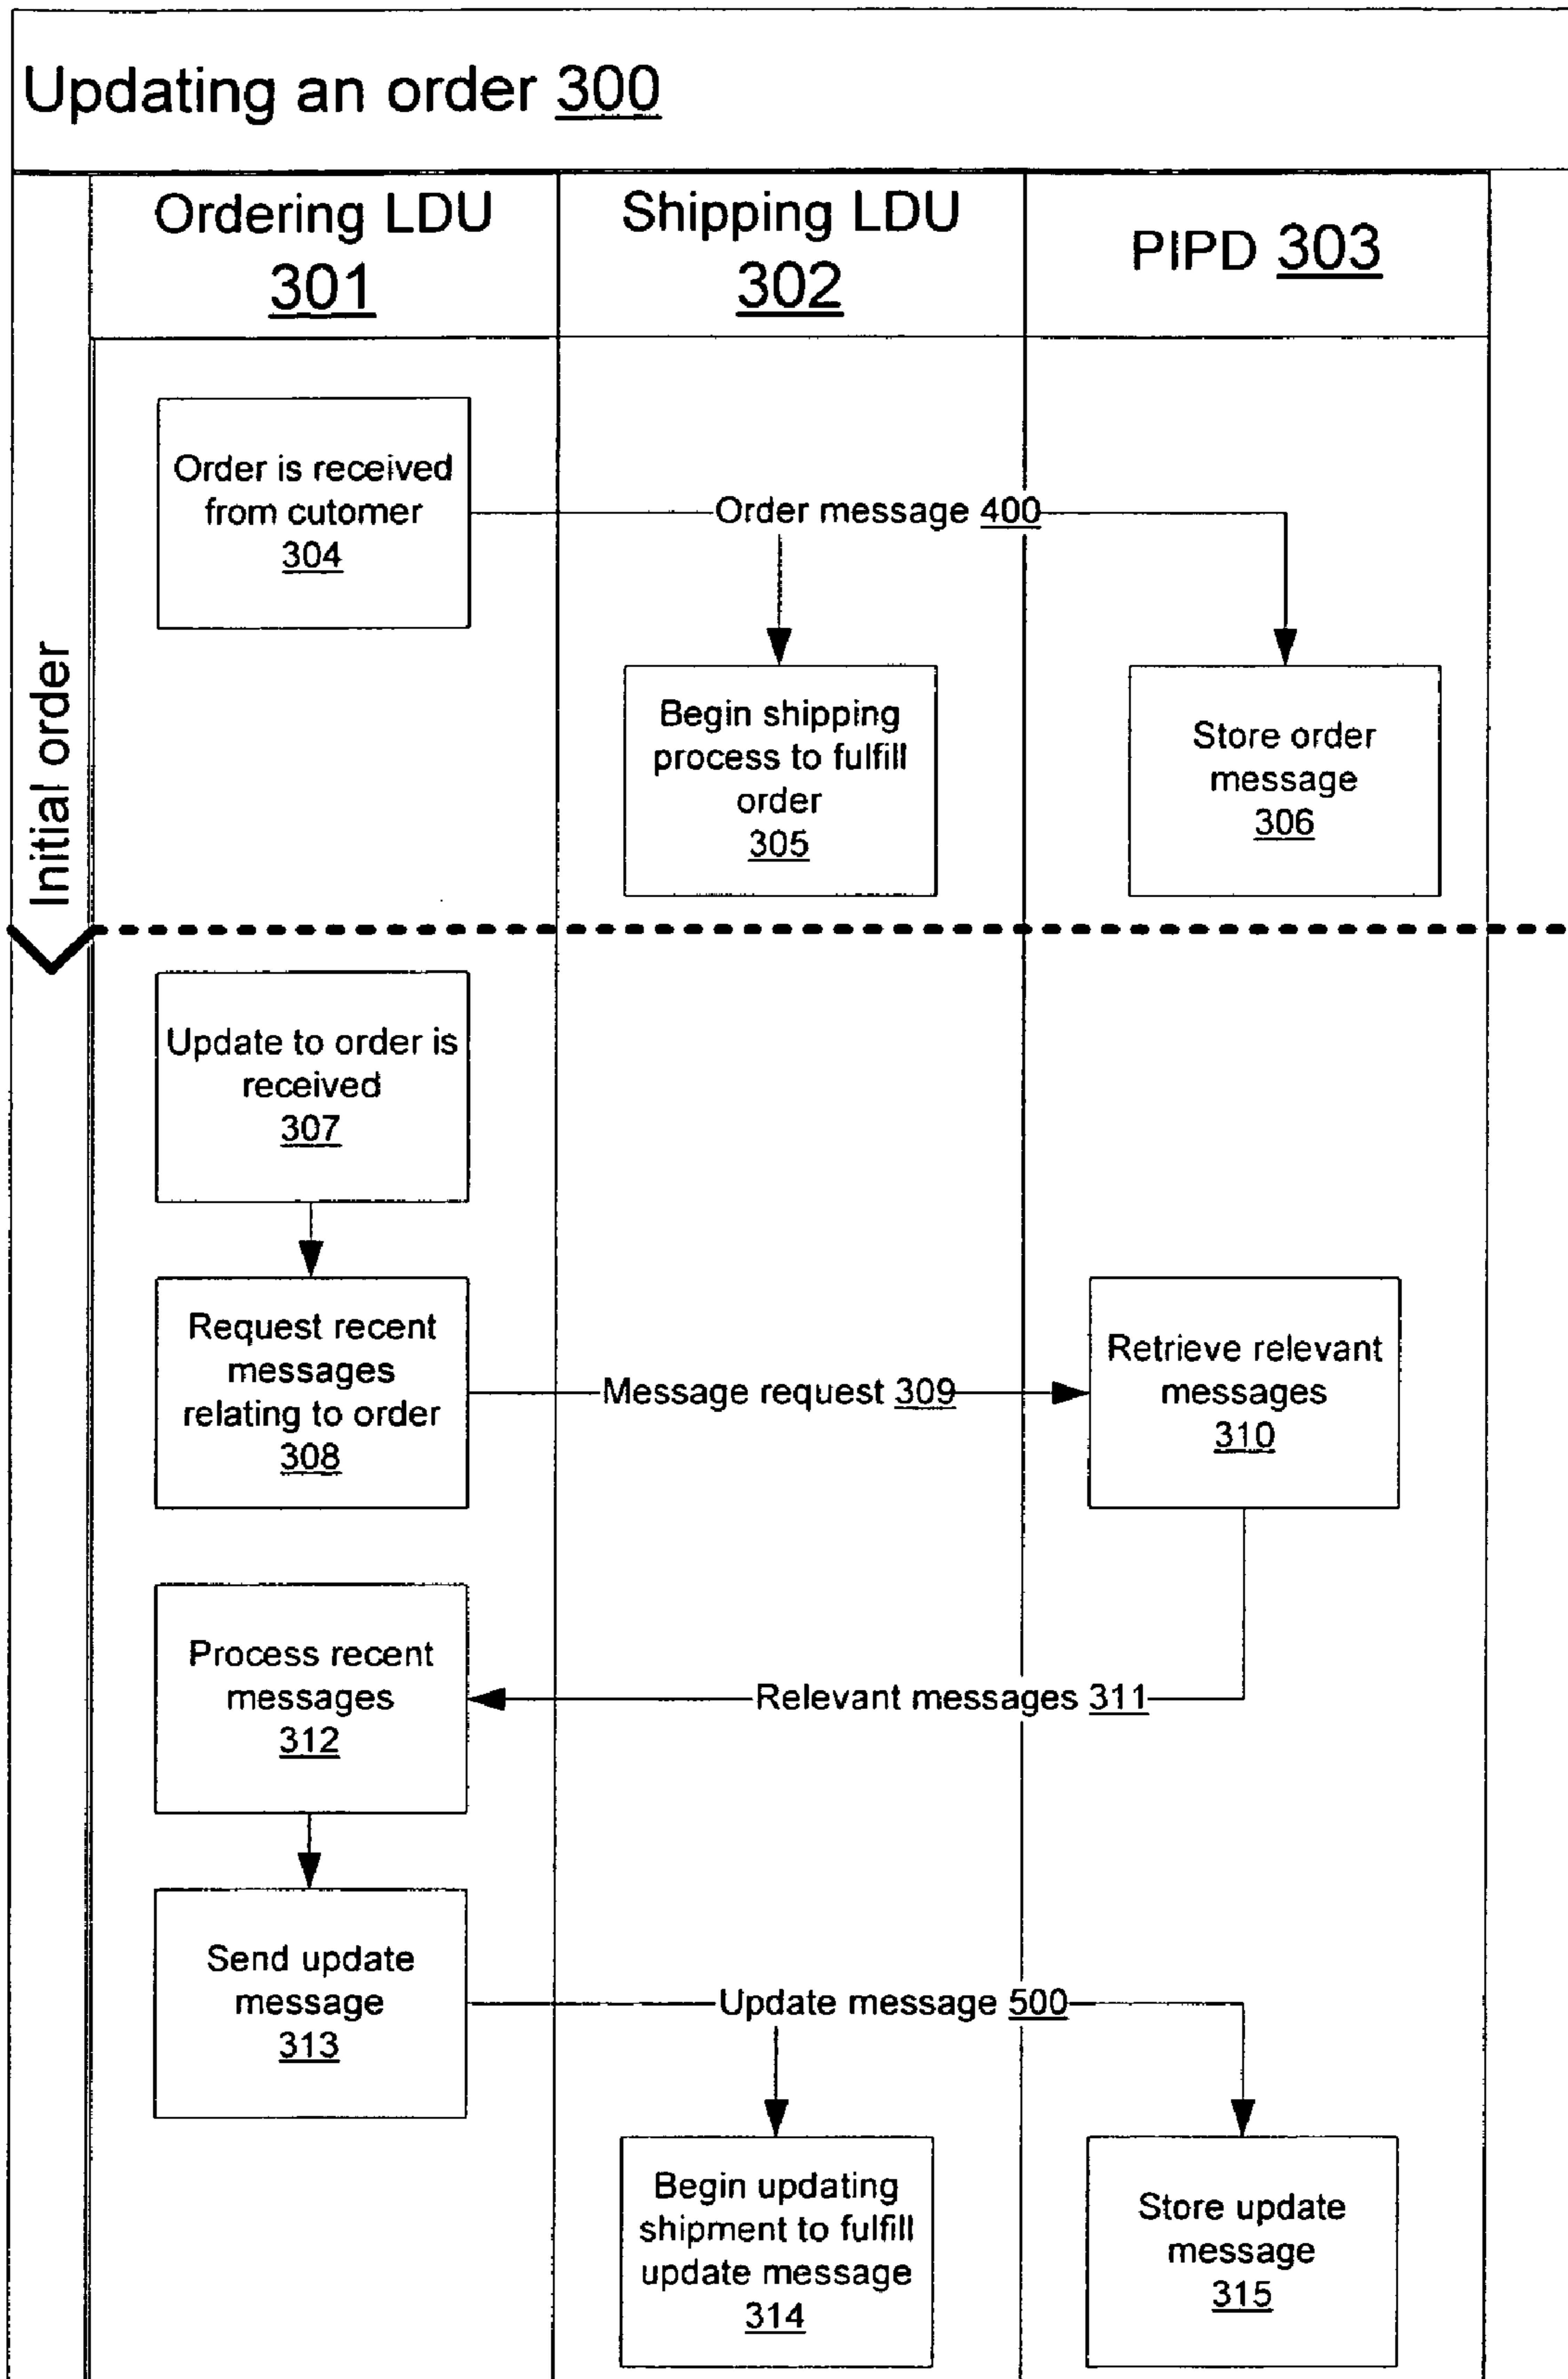 Updating an order 300
Ordering LDU
301
Shipping LDU
302
PIPD 303
Initial order
Order is received
from cutomer
304
Order message 400
Begin shipping
process to fulfill
order
305
Store order
message
306
Update to order is
received
307
Request recent
messages
relating to order
308
Message request 309
Retrieve relevant
messages
310
Process recent
messages
312
Relevant messages 311
Send update
message
313
Update message 500
Begin updating
shipment to fulfill
update message
314
Store update
message
315